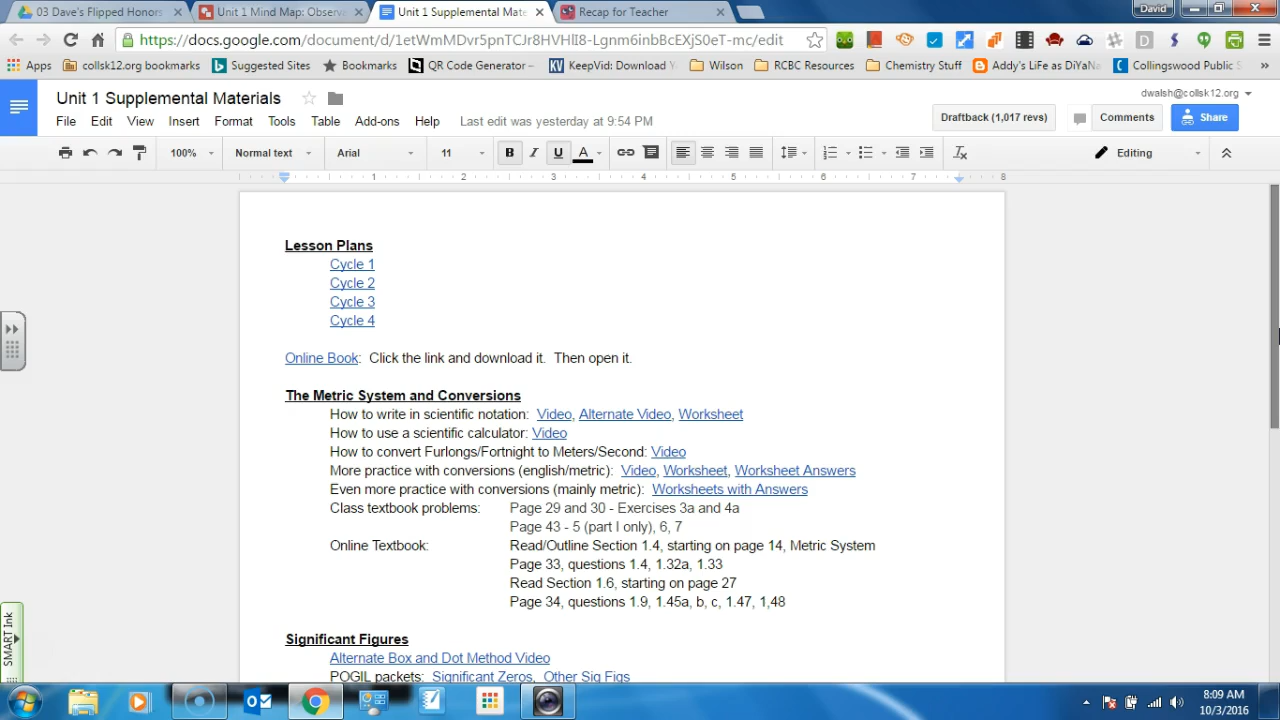 03 Dave's Flipped Honors
Unit 1 Mind Map: Observa
Unit 1 Supplemental Mate
Recap for Teacher
David
https://docs.google.com/document/d/1etWmMDvr5pnTCJr8HVHlI8-Lgnm6inbBcEXjS0eT-mc/edit
Apps
collsk12.org bookmarks
Suggested Sites
Bookmarks
QR Code Generator -
KeepVid: Download Y
Wilson
RCBC Resources
Chemistry Stuff
Addy's LiFe as DiYaNa
Collingswood Public S
Unit 1 Supplemental Materials
dwalsh@collsk12.org
File Edit View Insert Format Tools Table Add-ons Help Last edit was yesterday at 9:54 PM
Draftback (1,017 revs)
Comments
Share
100% Normal text Arial 11 B I U A Editing
1 2 3 4 5 6 7 8
Lesson Plans
Cycle 1
Cycle 2
Cycle 3
Cycle 4
Online Book: Click the link and download it. Then open it.
The Metric System and Conversions
How to write in scientific notation: Video, Alternate Video, Worksheet
How to use a scientific calculator: Video
How to convert Furlongs/Fortnight to Meters/Second: Video
More practice with conversions (english/metric): Video, Worksheet, Worksheet Answers
Even more practice with conversions (mainly metric): Worksheets with Answers
Class textbook problems: Page 29 and 30 - Exercises 3a and 4a
Page 43 - 5 (part I only), 6, 7
Online Textbook: Read/Outline Section 1.4, starting on page 14, Metric System
Page 33, questions 1.4, 1.32a, 1.33
Read Section 1.6, starting on page 27
Page 34, questions 1.9, 1.45a, b, c, 1.47, 1,48
Significant Figures
Alternate Box and Dot Method Video
POGIL packets: Significant Zeros, Other Sig Figs
SMART Ink
8:09 AM
10/3/2016